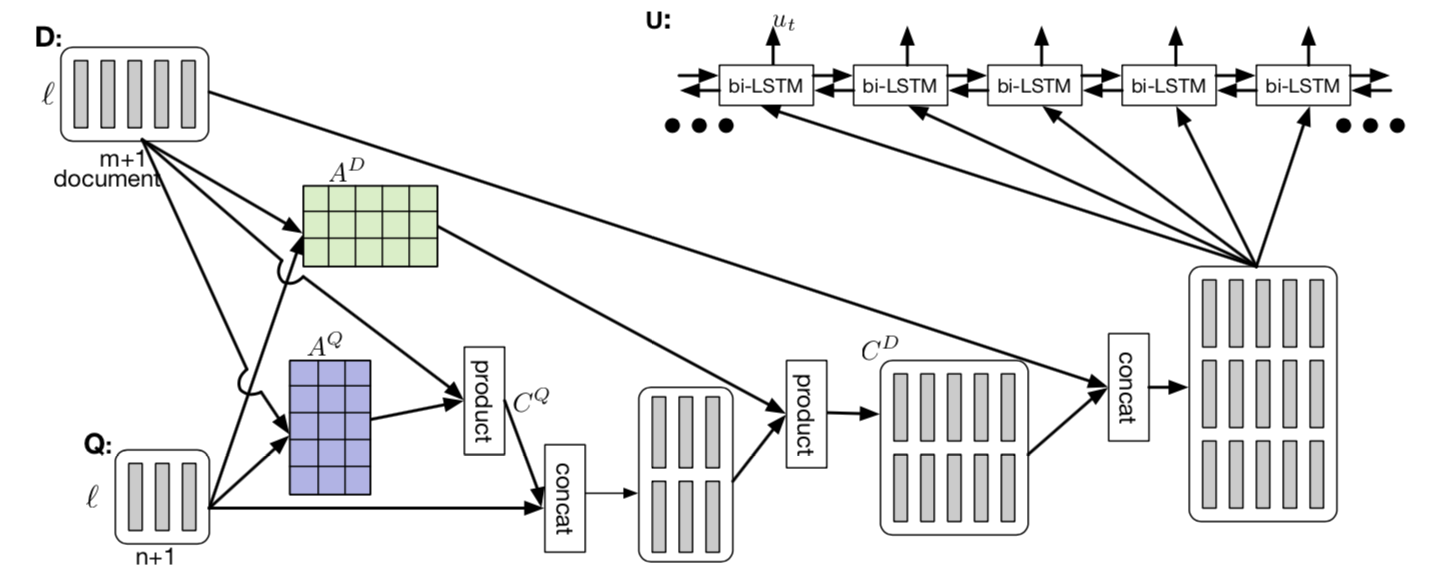 D:
ℓ
m+1
document
U:
u_t
bi-LSTM
bi-LSTM
bi-LSTM
bi-LSTM
bi-LSTM
A^D
A^Q
product
C^Q
Q:
ℓ
n+1
concat
product
C^D
concat